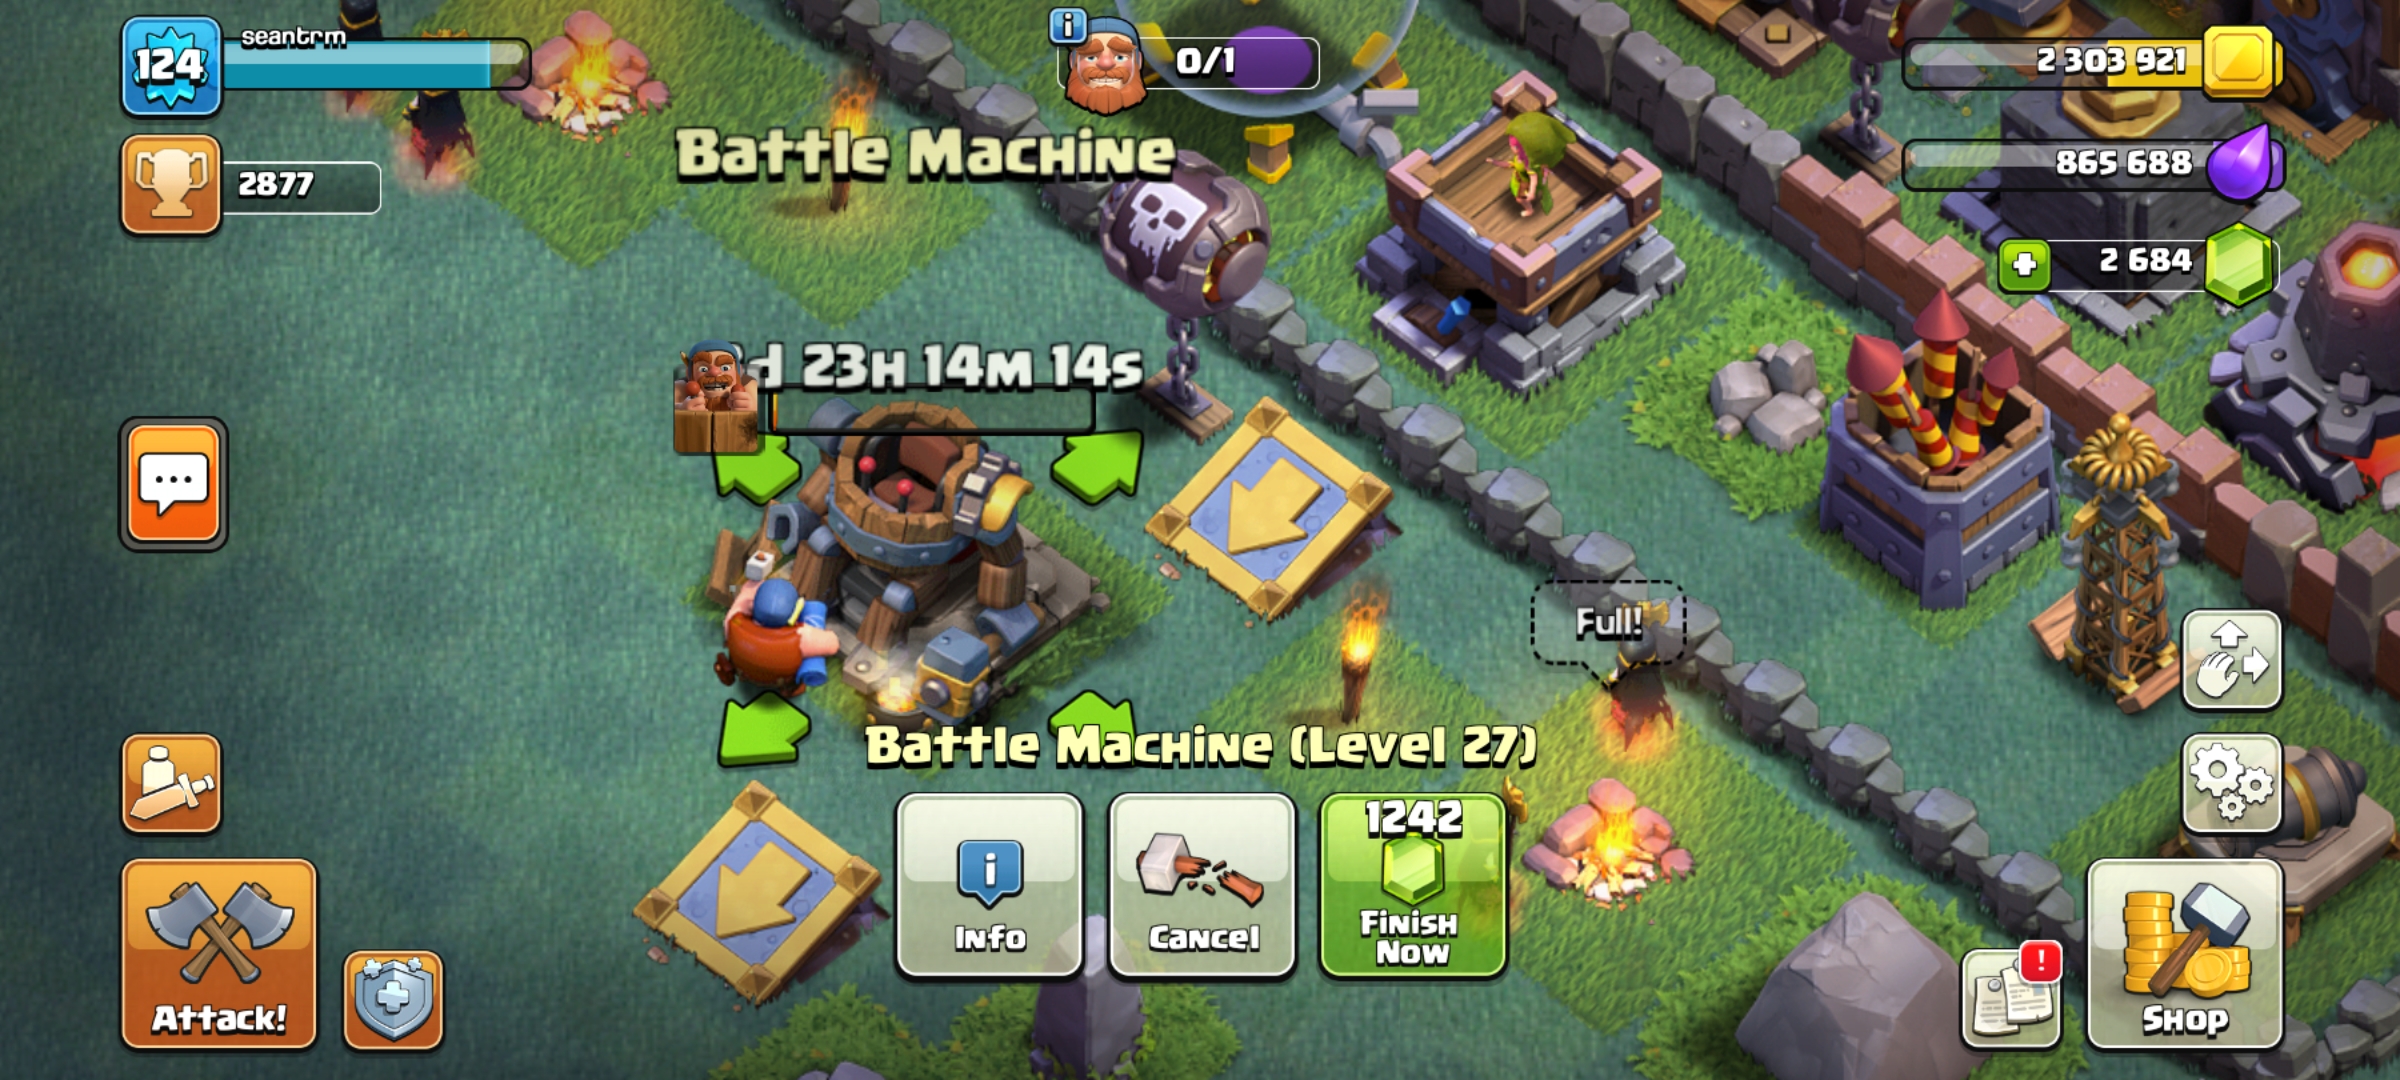 124
seantrm
0/1
2 303 921
Battle Machine
2877
865 688
2 684
d 23H 14M 14s
Full!
Battle Machine (Level 27)
1242
Info
Cancel
Finish
Now
Attack!
!
Shop